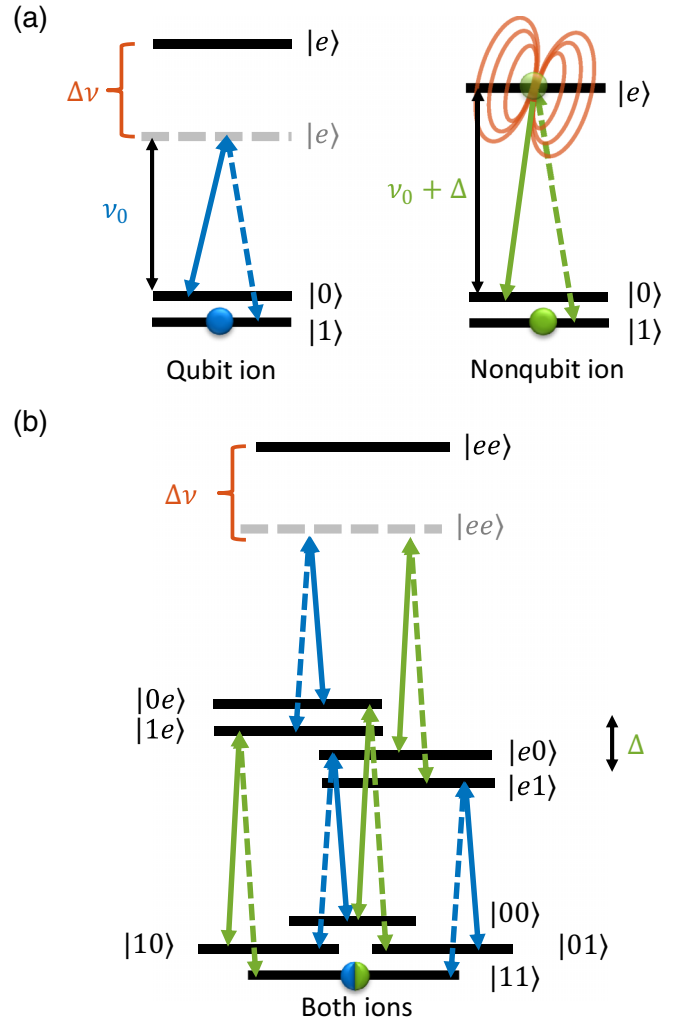 (a)
|e⟩
Δν
|e⟩
|e⟩
ν₀
ν₀ + Δ
|0⟩
|0⟩
|1⟩
|1⟩
Qubit ion
Nonqubit ion
(b)
|ee⟩
Δν
|ee⟩
|0e⟩
|1e⟩
|e0⟩
Δ
|e1⟩
|00⟩
|10⟩
|01⟩
|11⟩
Both ions